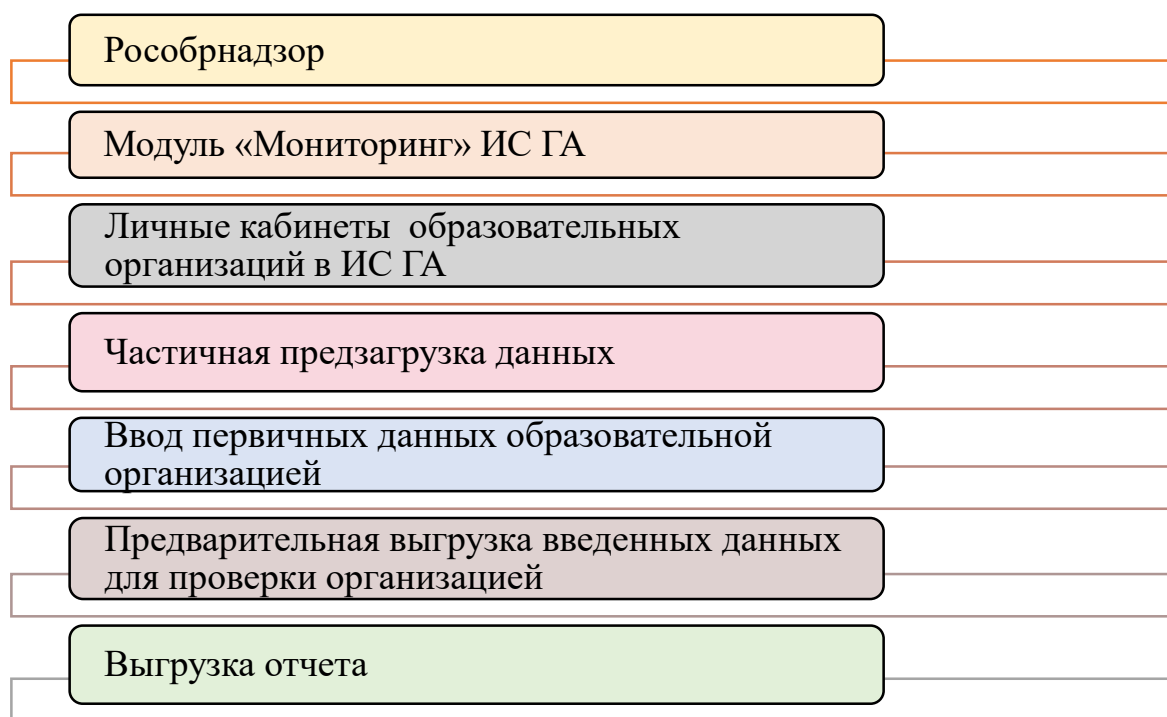 Рособрнадзор
Модуль «Мониторинг» ИС ГА
Личные кабинеты образовательных
организаций в ИС ГА
Частичная предзагрузка данных
Ввод первичных данных образовательной
организацией
Предварительная выгрузка введенных данных
для проверки организацией
Выгрузка отчета